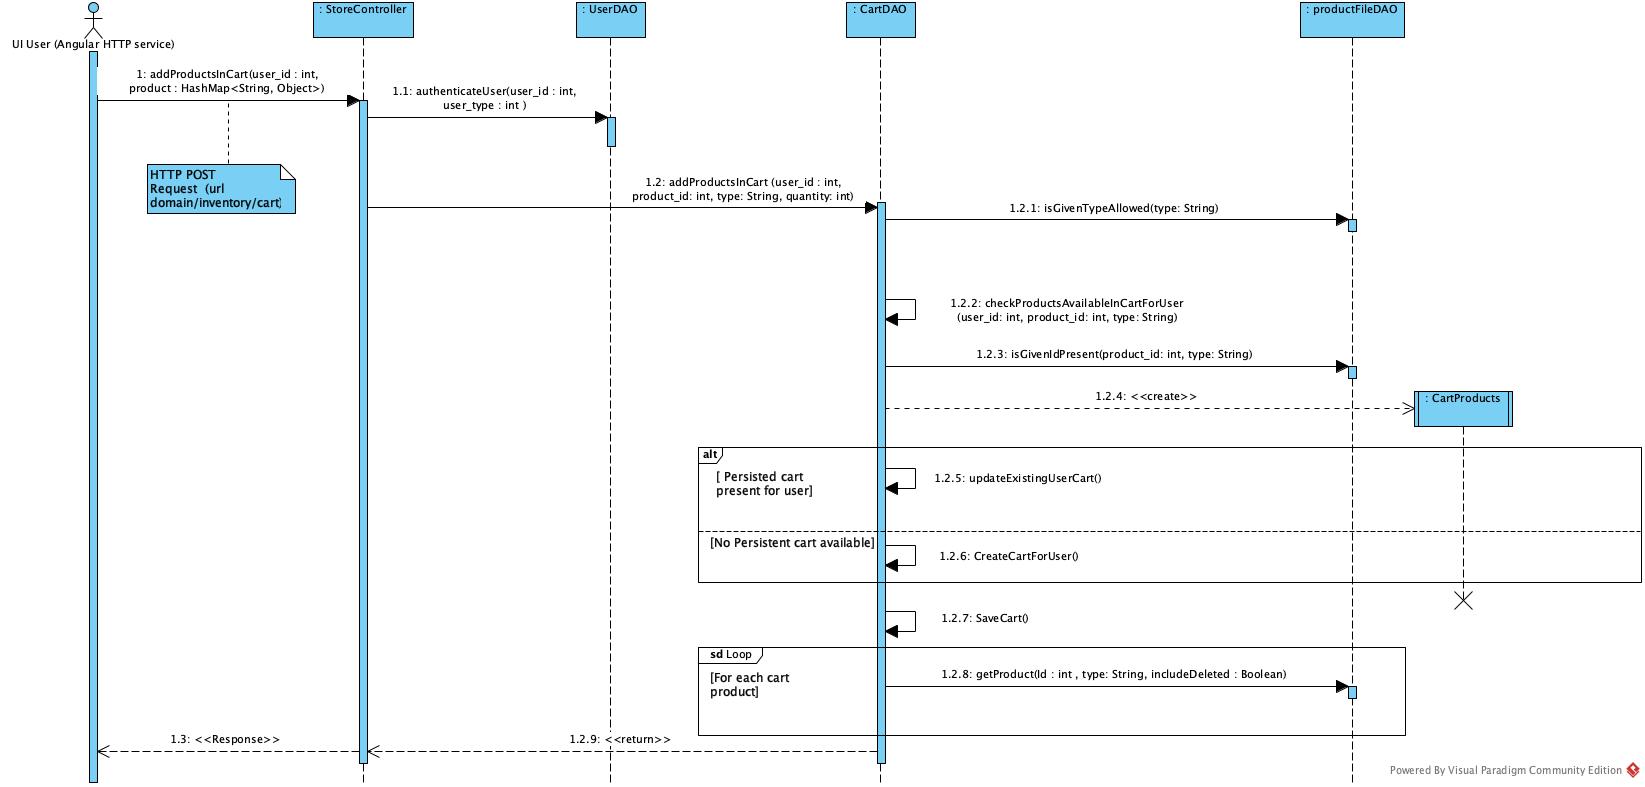 : StoreController
: UserDAO
: CartDAO
: productFileDAO
UI User (Angular HTTP service)
1: addProductsInCart(user_id : int,
product : HashMap<String, Object>)
1.1: authenticateUser(user_id : int,
user_type : int )
HTTP POST
Request (url
domain/inventory/cart)
1.2: addProductsInCart (user_id : int,
product_id: int, type: String, quantity: int)
1.2.1: isGivenTypeAllowed(type: String)
1.2.2: checkProductsAvailableInCartForUser
(user_id: int, product_id: int, type: String)
1.2.3: isGivenIdPresent(product_id: int, type: String)
1.2.4: <<create>>
: CartProducts
alt
[ Persisted cart
present for user]
1.2.5: updateExistingUserCart()
[No Persistent cart available]
1.2.6: CreateCartForUser()
1.2.7: SaveCart()
sd Loop
[For each cart
product]
1.2.8: getProduct(Id : int , type: String, includeDeleted : Boolean)
1.3: <<Response>>
1.2.9: <<return>>
Powered By Visual Paradigm Community Edition